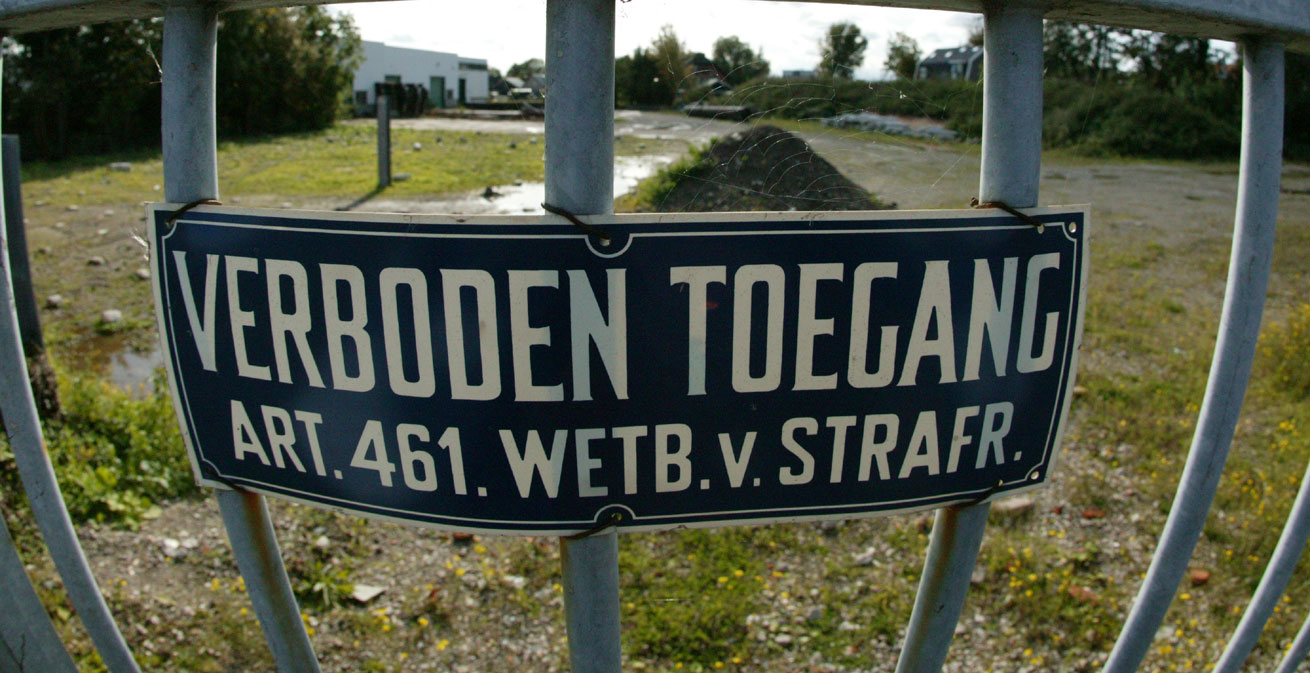 VERBODEN TOEGANG
ART. 461. WETB. v. STRAFR.